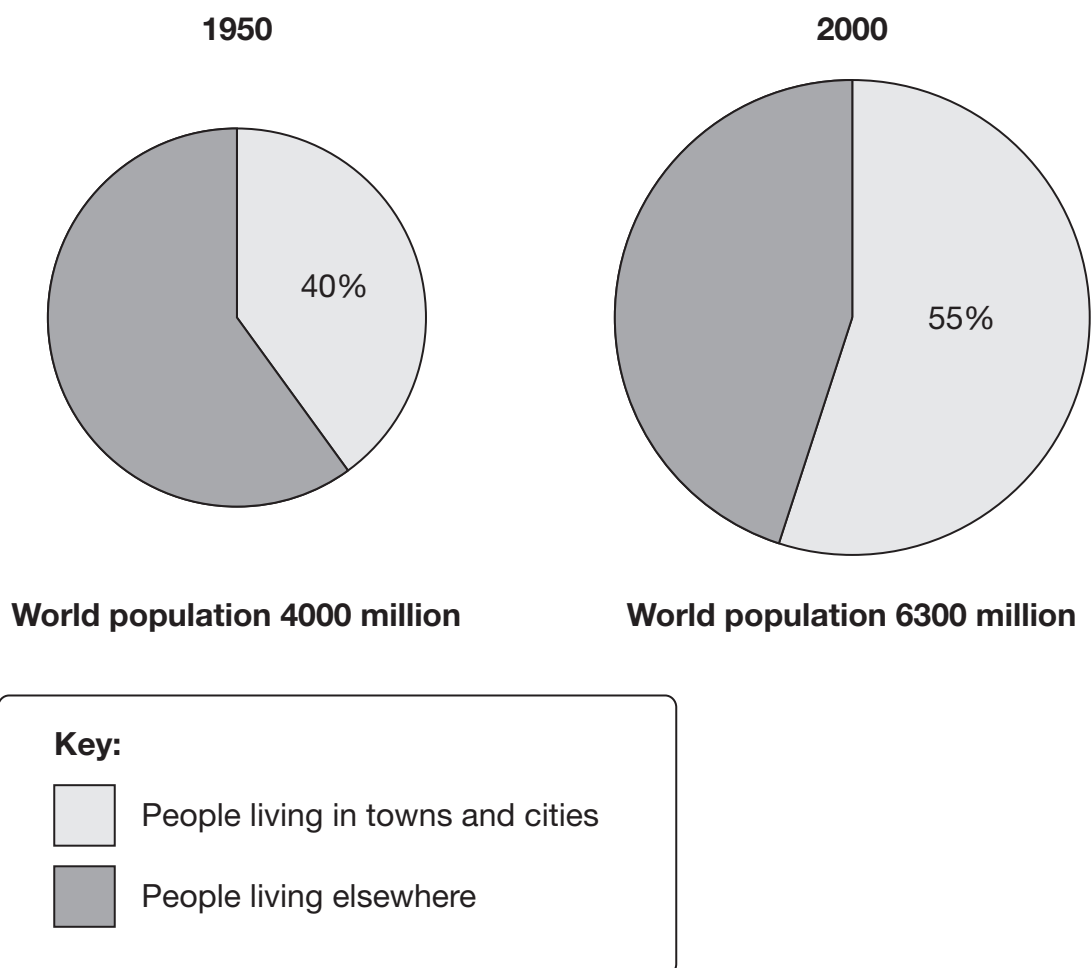 1950
2000
40%
55%
World population 4000 million
World population 6300 million
Key:
People living in towns and cities
People living elsewhere